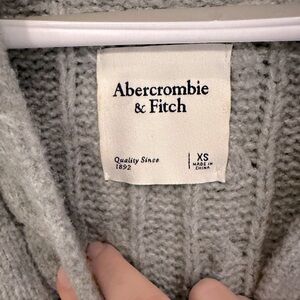 Abercrombie
& Fitch
Quality Since
1892
XS
MADE IN
CHINA